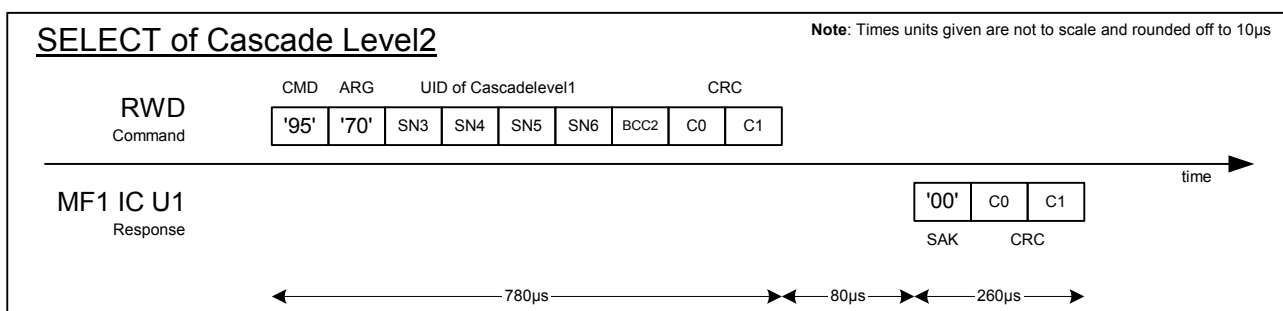 SELECT of Cascade Level2
Note: Times units given are not to scale and rounded off to 10µs
CMD ARG UID of Cascadelevel1 CRC
RWD
Command
'95' '70' SN3 SN4 SN5 SN6 BCC2 C0 C1
time
MF1 IC U1
Response
'00' C0 C1
SAK CRC
780µs 80µs 260µs